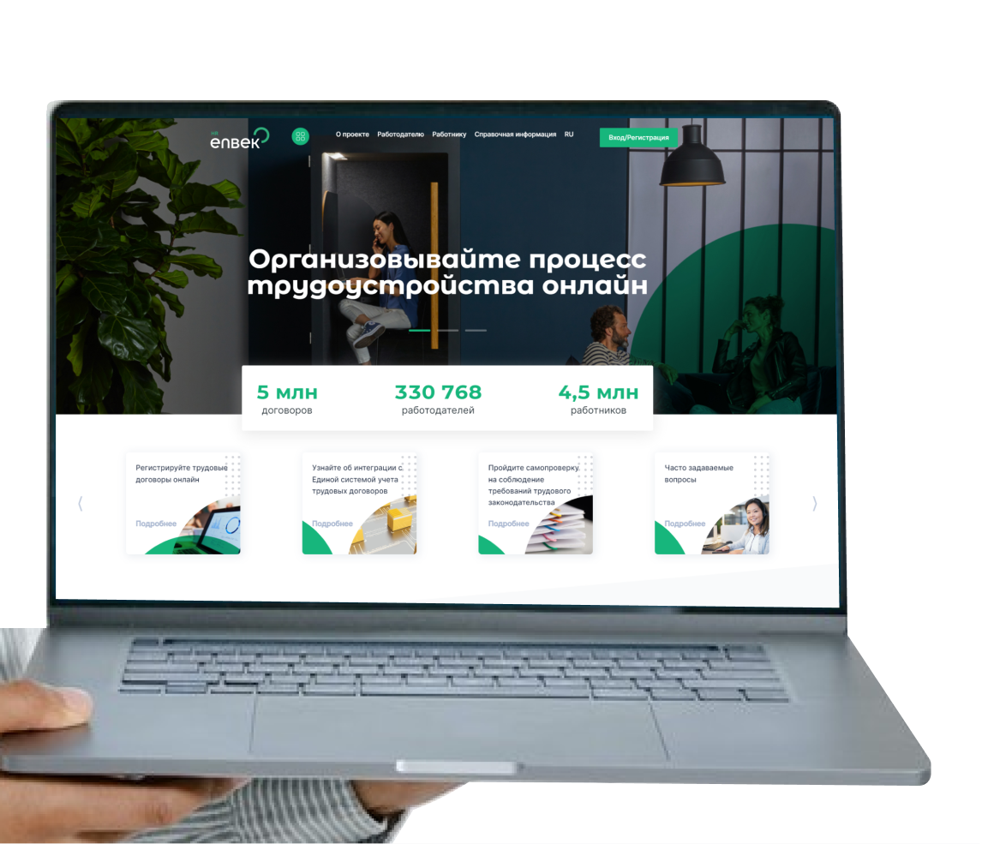 HR
еңбек
О проекте Работодателю Работнику Справочная информация RU
Вход/Регистрация
Организовывайте процесс
трудоустройства онлайн
5 млн 330 768 4,5 млн
договоров работодателей работников
Регистрируйте трудовые
договоры онлайн
Подробнее
Узнайте об интеграции с
Единой системой учета
трудовых договоров
Подробнее
Пройдите самопроверку
на соблюдение
требований трудового
законодательства
Подробнее
Часто задаваемые
вопросы
Подробнее